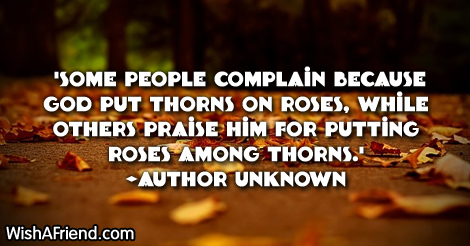 'SOME PEOPLE COMPLAIN BECAUSE
GOD PUT THORNS ON ROSES, WHILE
OTHERS PRAISE HIM FOR PUTTING
ROSES AMONG THORNS.'
~AUTHOR UNKNOWN
WishAFriend.com